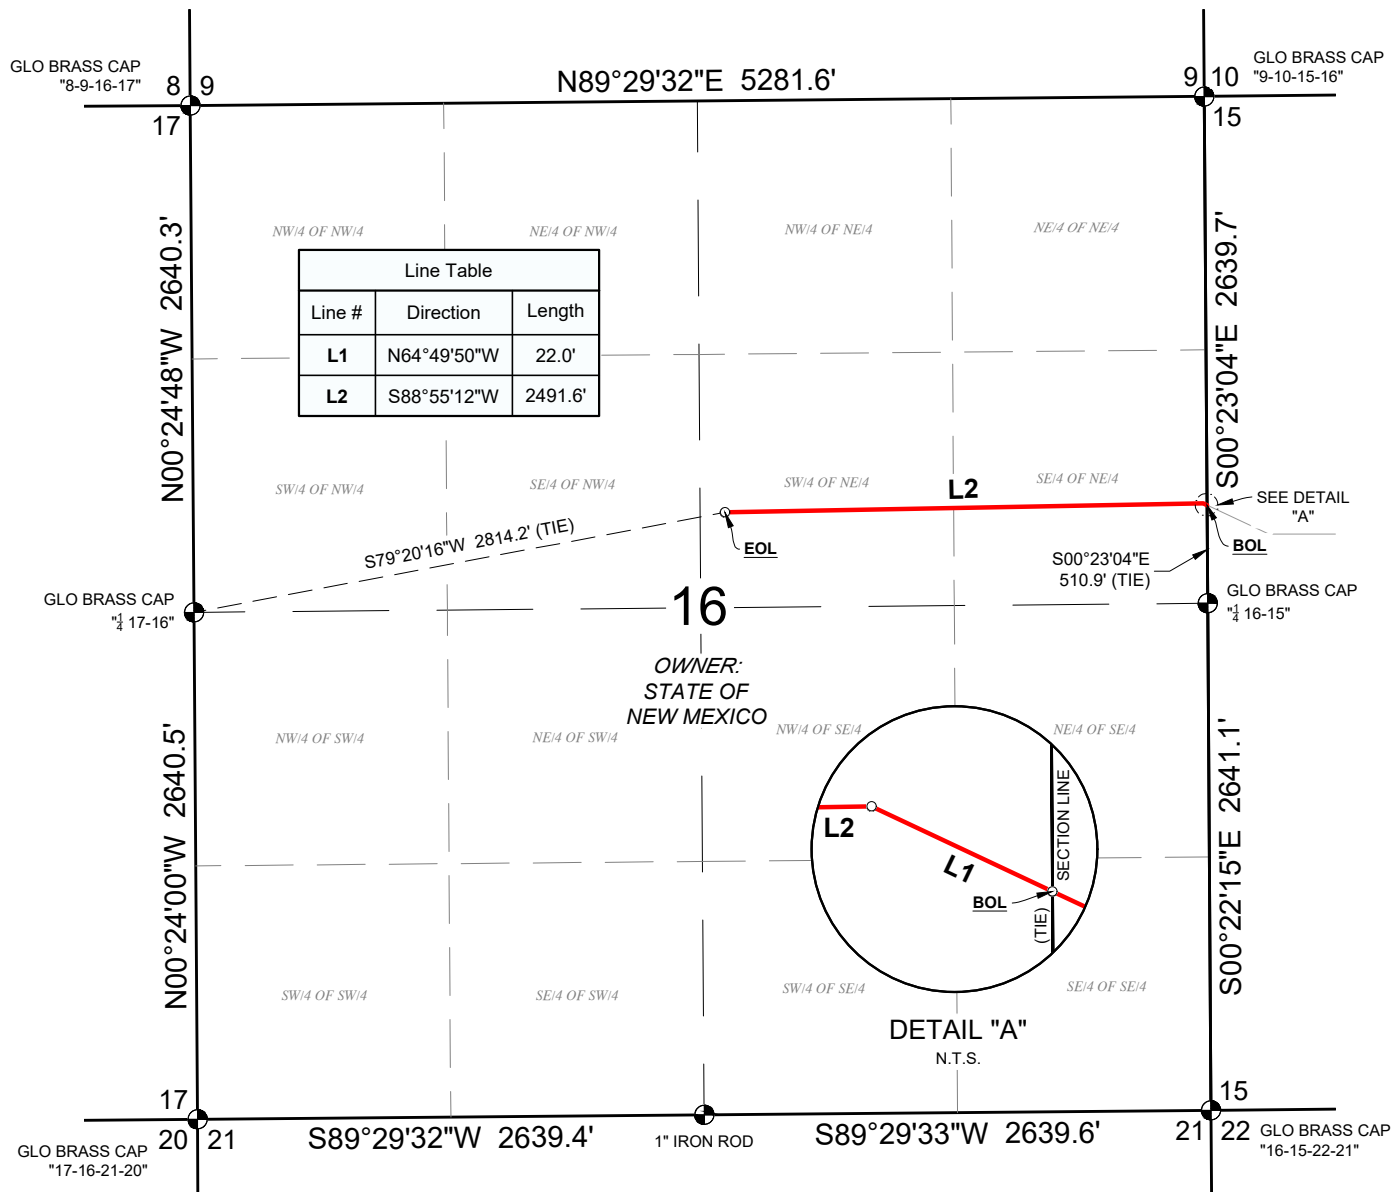 GLO BRASS CAP
"8-9-16-17"
8 9
17
N89°29'32"E 5281.6'
9 10
15
GLO BRASS CAP
"9-10-15-16"
NW/4 OF NW/4
NE/4 OF NW/4
NW/4 OF NE/4
NE/4 OF NE/4
N00°24'48"W 2640.3'
S00°23'04"E 2639.7'
Line Table
Line # Direction Length
L1 N64°49'50"W 22.0'
L2 S88°55'12"W 2491.6'
SW/4 OF NW/4
SE/4 OF NW/4
SW/4 OF NE/4
SE/4 OF NE/4
L2
SEE DETAIL
"A"
S79°20'16"W 2814.2' (TIE)
EOL
BOL
S00°23'04"E
510.9' (TIE)
GLO BRASS CAP
"1/4 17-16"
16
GLO BRASS CAP
"1/4 16-15"
OWNER:
STATE OF
NEW MEXICO
NW/4 OF SW/4
NE/4 OF SW/4
NW/4 OF SE/4
NE/4 OF SE/4
N00°24'00"W 2640.5'
S00°22'15"E 2641.1'
L2
L1
SECTION LINE
BOL
(TIE)
SW/4 OF SW/4
SE/4 OF SW/4
SW/4 OF SE/4
SE/4 OF SE/4
DETAIL "A"
N.T.S.
17
20 21
GLO BRASS CAP
"17-16-21-20"
S89°29'32"W 2639.4'
1" IRON ROD
S89°29'33"W 2639.6'
15
21 22
GLO BRASS CAP
"16-15-22-21"